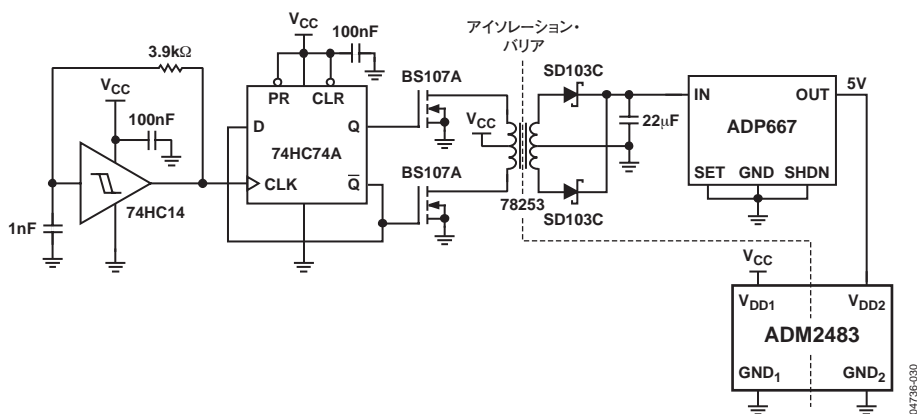 アイソレーション・
バリア
VCC
100nF
3.9kΩ
VCC
100nF
74HC14
1nF
PR
CLR
D
Q
74HC74A
CLK
Q̅
BS107A
BS107A
VCC
78253
SD103C
SD103C
22µF
IN
OUT
5V
ADP667
SET
GND
SHDN
VCC
VDD1
VDD2
ADM2483
GND1
GND2
04736-030